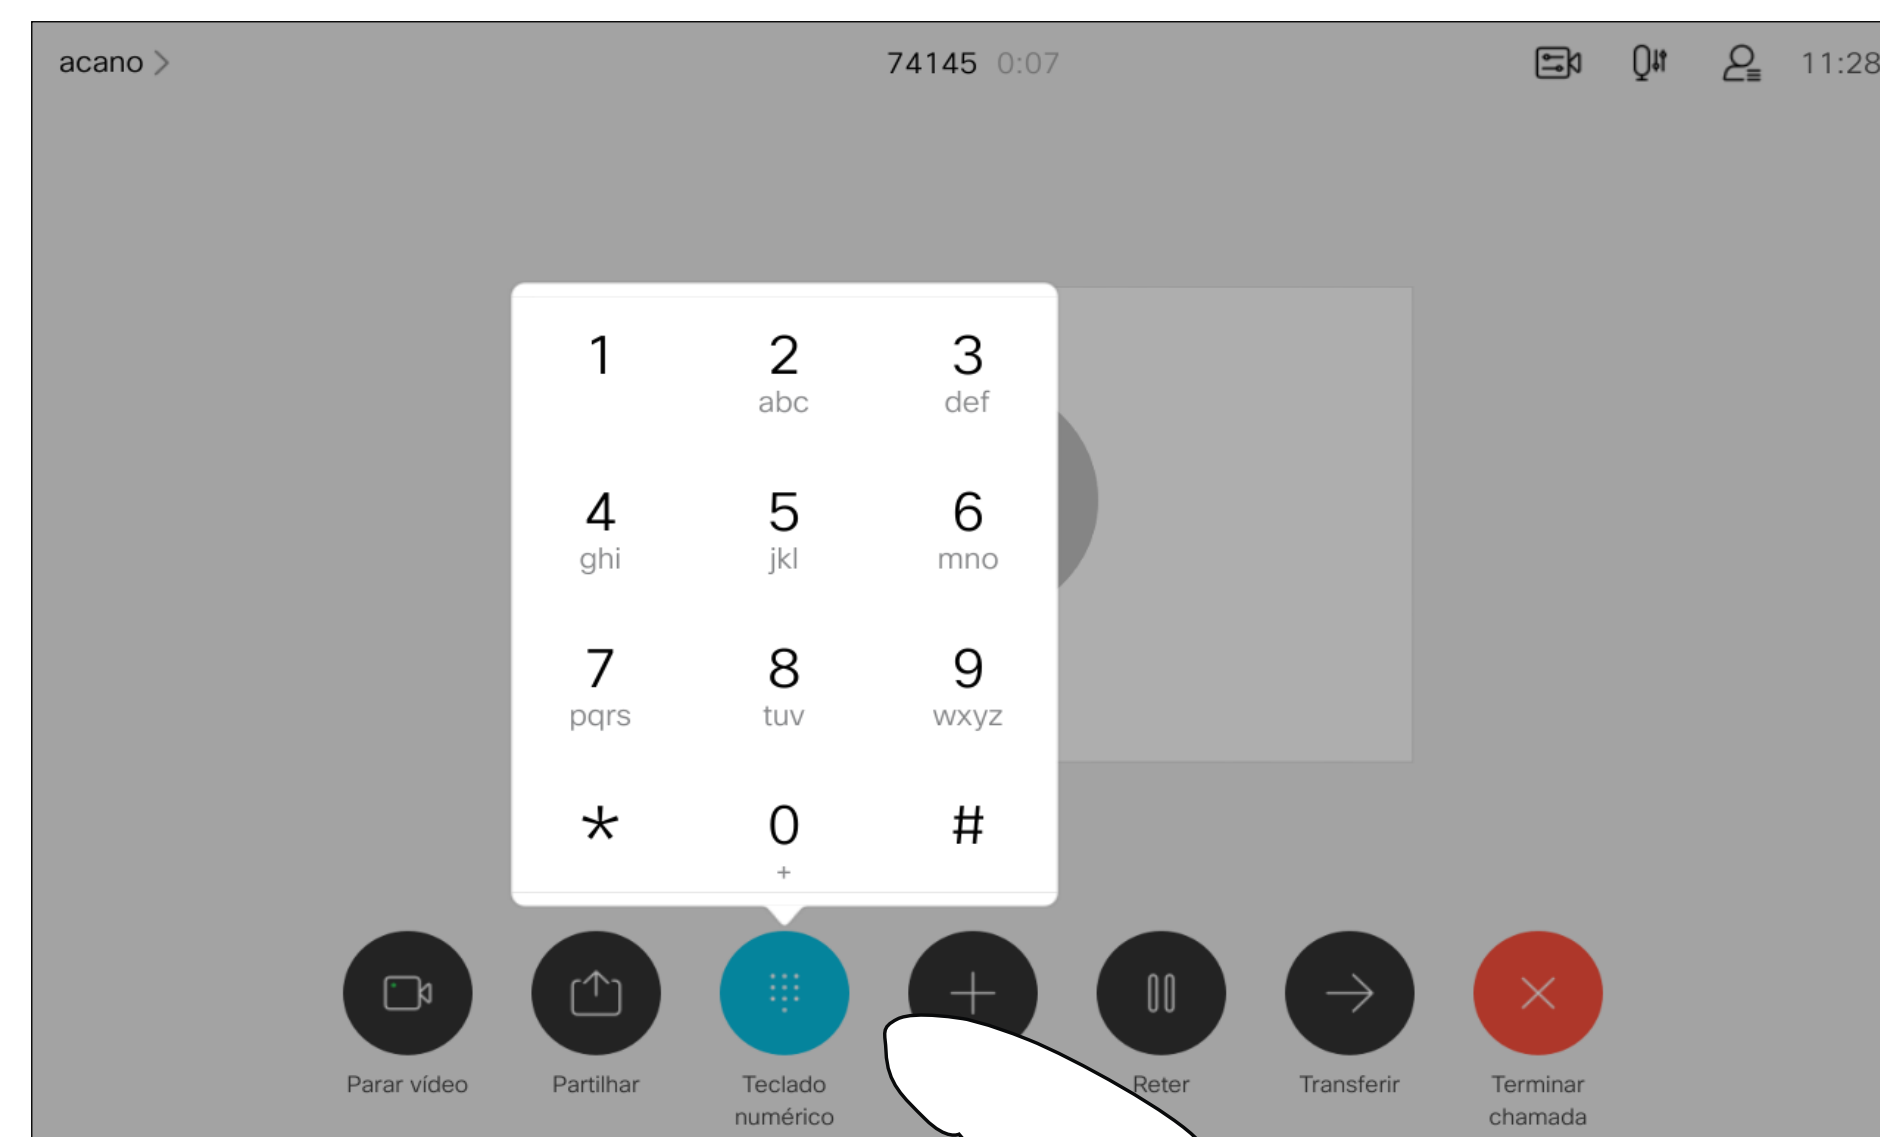 acano
74145 0:07
11:28
1
2
3
abc
def
4
5
6
ghi
jkl
mno
7
8
9
pqrs
tuv
wxyz
*
0
#
+
Parar vídeo
Partilhar
Teclado
numérico
Reter
Transferir
Terminar
chamada